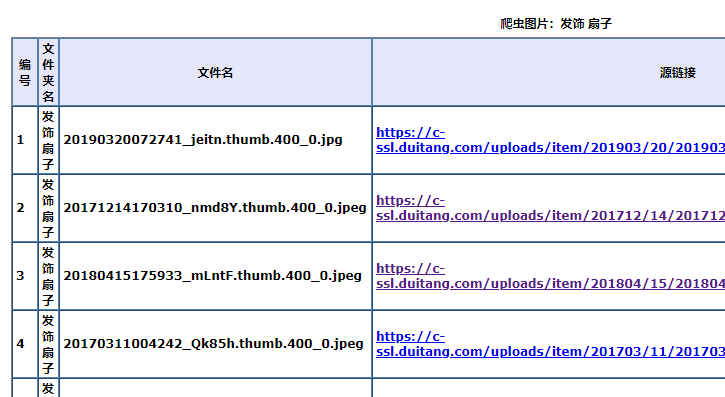 爬虫图片：发饰 扇子
编号 文件夹名 文件名 源链接
1 发饰扇子 20190320072741_jeitn.thumb.400_0.jpg https://c-
ssl.duitang.com/uploads/item/201903/20/201903
2 发饰扇子 20171214170310_nmd8Y.thumb.400_0.jpeg https://c-
ssl.duitang.com/uploads/item/201712/14/201712
3 发饰扇子 20180415175933_mLntF.thumb.400_0.jpeg https://c-
ssl.duitang.com/uploads/item/201804/15/201804
4 发饰扇子 20170311004242_Qk85h.thumb.400_0.jpeg https://c-
ssl.duitang.com/uploads/item/201703/11/201703
发